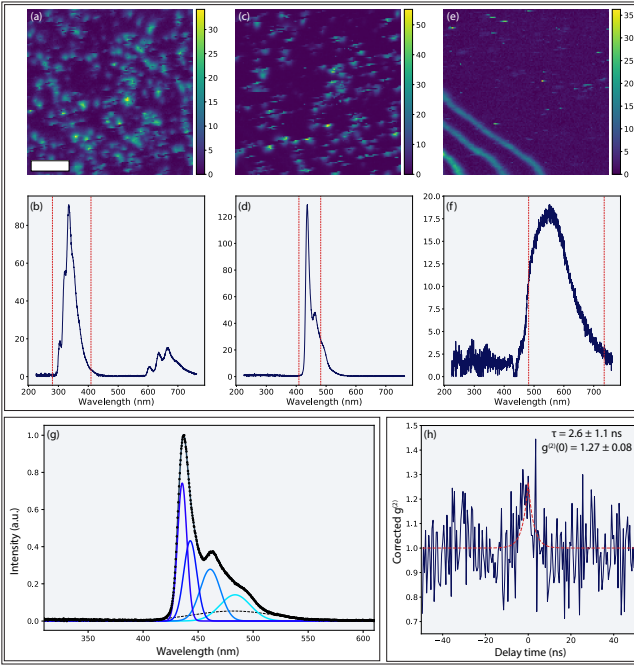 (a)
30
25
20
15
10
5
0
(c)
50
40
30
20
10
0
(e)
35
30
25
20
15
10
5
0
(b)
80
60
40
20
0
200 300 400 500 600 700
Wavelength (nm)
(d)
120
100
80
60
40
20
0
200 300 400 500 600 700
Wavelength (nm)
(f)
20.0
17.5
15.0
12.5
10.0
7.5
5.0
2.5
0.0
200 300 400 500 600 700
Wavelength (nm)
(g)
Intensity (a.u.)
1.0
0.8
0.6
0.4
0.2
0.0
350 400 450 500 550 600
Wavelength (nm)
(h)
τ = 2.6 ± 1.1 ns
g⁽²⁾(0) = 1.27 ± 0.08
Corrected g⁽²⁾
1.5
1.4
1.3
1.2
1.1
1.0
0.9
0.8
0.7
−40 −20 0 20 40
Delay time (ns)